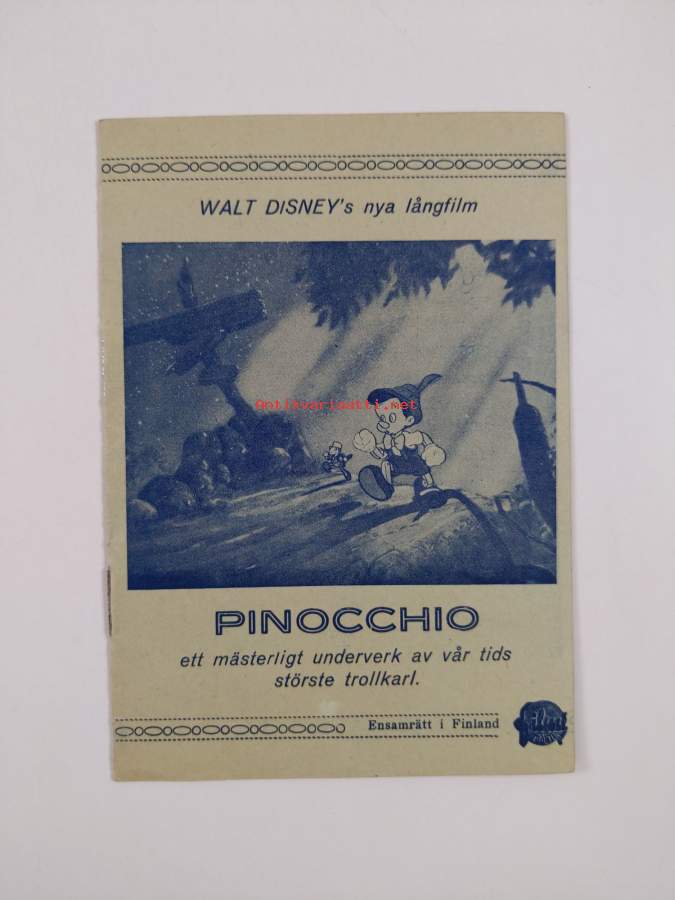 WALT DISNEY's nya långfilm
Antikvariaatti.net
PINOCCHIO
ett mästerligt underverk av vår tids
störste trollkarl.
Ensamrätt i Finland